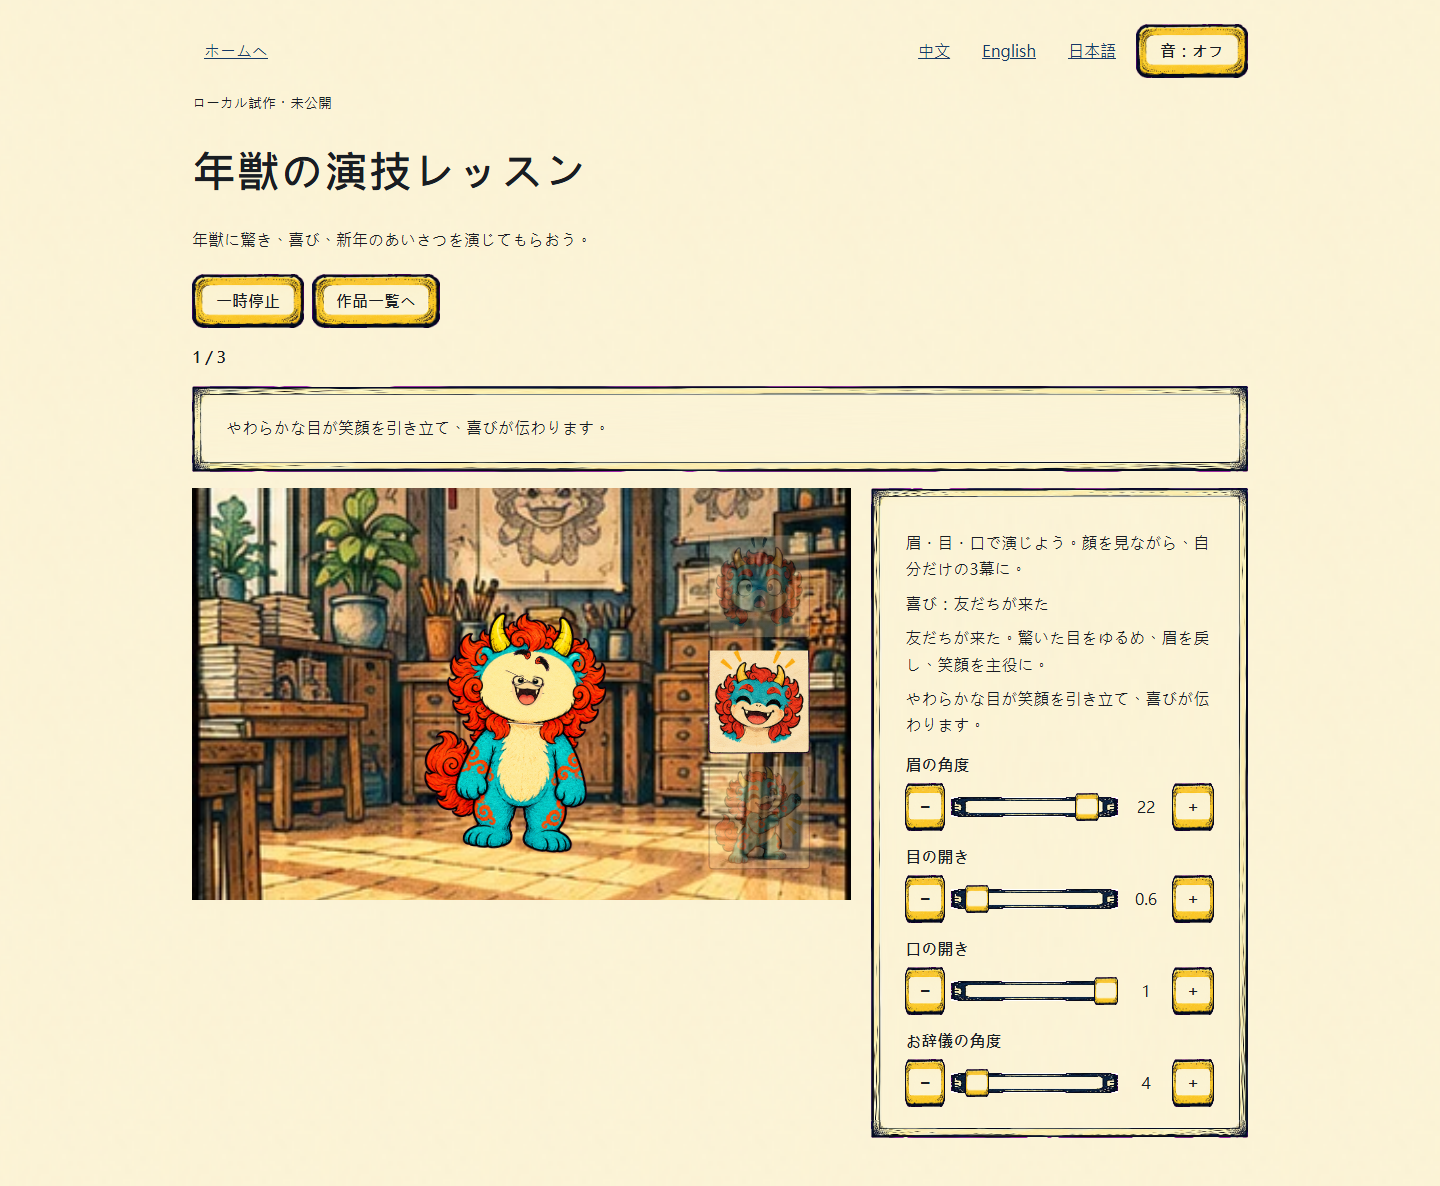 ホームへ
中文 English 日本語 音：オフ
ローカル試作・未公開
年獣の演技レッスン
年獣に驚き、喜び、新年のあいさつを演じてもらおう。
一時停止 作品一覧へ
1 / 3
やわらかな目が笑顔を引き立て、喜びが伝わります。
眉・目・口で演じよう。顔を見ながら、自
分だけの3幕に。
喜び：友だちが来た
友だちが来た。驚いた目をゆるめ、眉を戻
し、笑顔を主役に。
やわらかな目が笑顔を引き立て、喜びが伝
わります。
眉の角度
− 22 +
目の開き
− 0.6 +
口の開き
− 1 +
お辞儀の角度
− 4 +